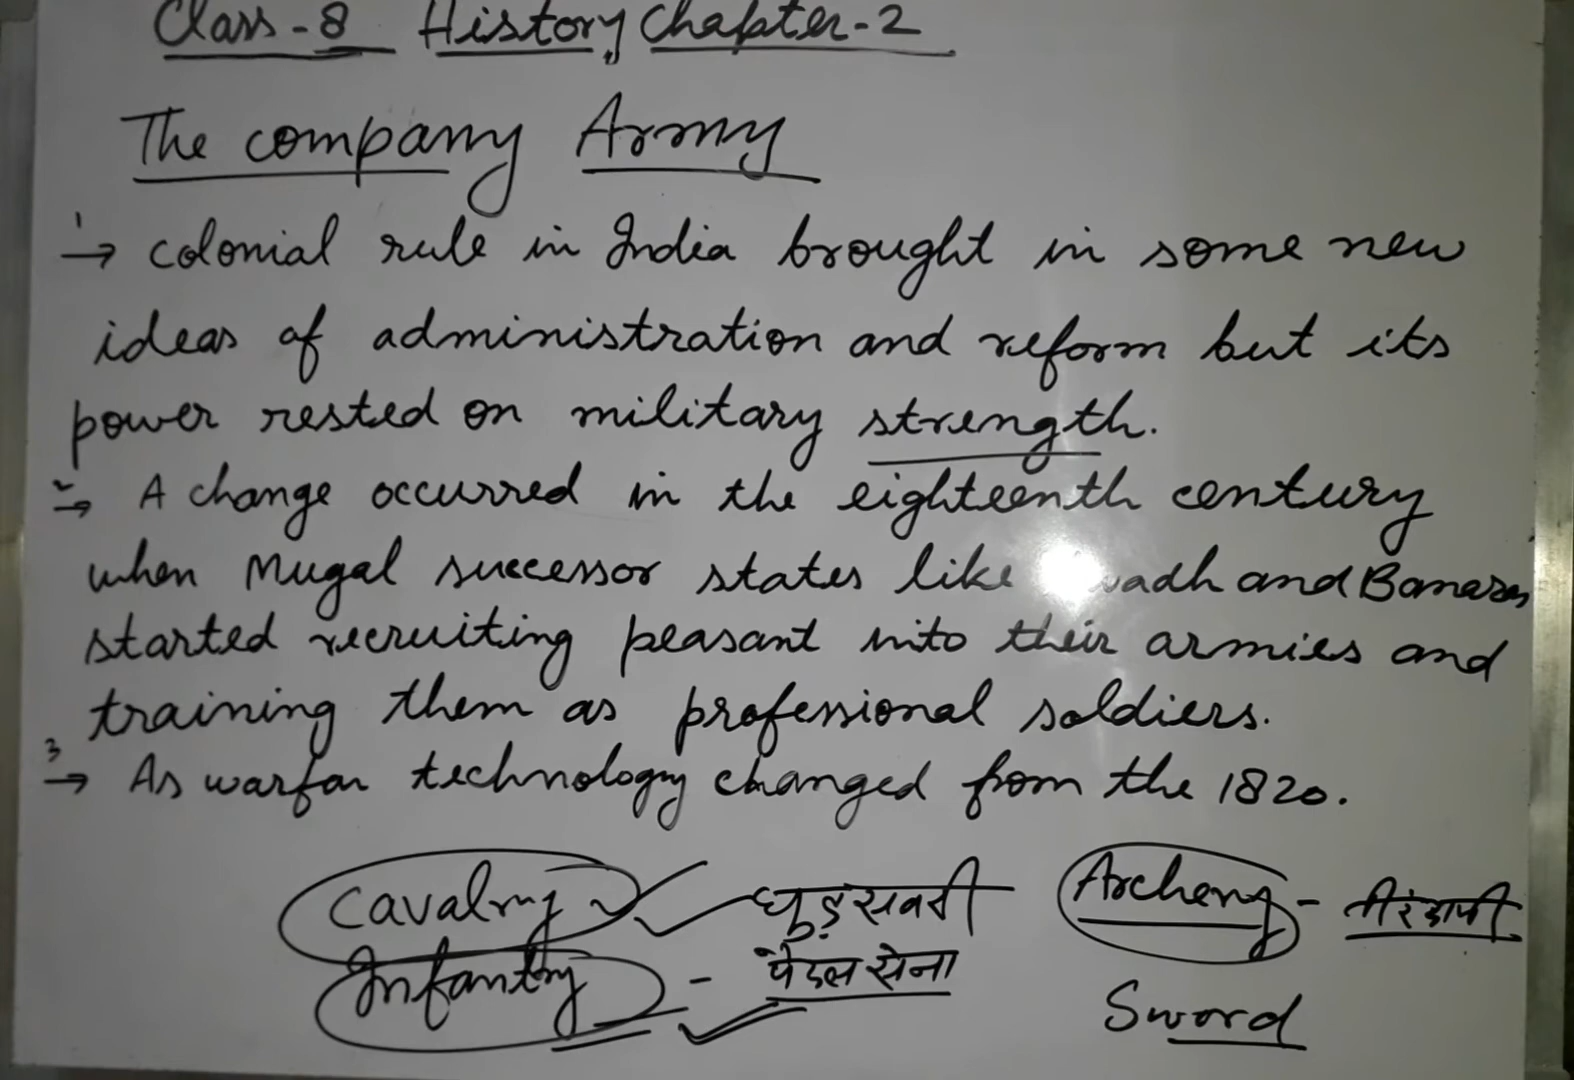 Class-8 History Chapter-2
The company Army
1→ colonial rule in India brought in some new
ideas of administration and reform but its
power rested on military strength.
2→ A change occurred in the eighteenth century
when Mugal successor states like and Banaras
started recruiting peasant into their armies and
training them as professional soldiers.
3→ As warfar technology changed from the 1820.
Cavalry घुड़सवारी Archery - तीरंदाजी
Infantry - पैदल सेना
Sword